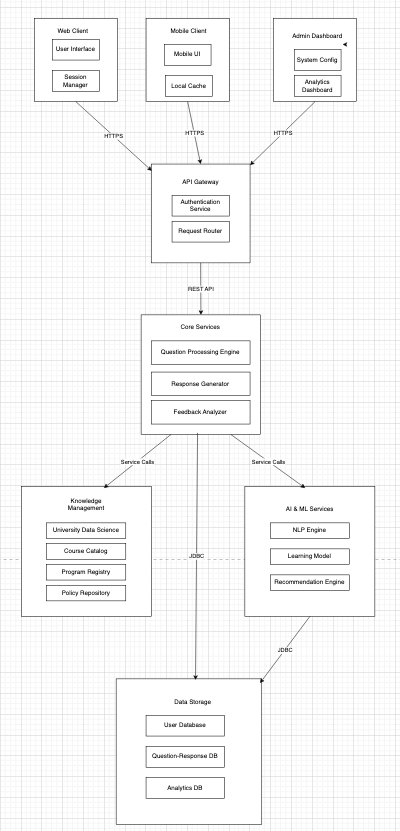 Web Client
User Interface
Session
Manager
Mobile Client
Mobile UI
Local Cache
Admin Dashboard
System Config
Analytics
Dashboard
HTTPS
HTTPS
HTTPS
API Gateway
Authentication
Service
Request Router
REST API
Core Services
Question Processing Engine
Response Generator
Feedback Analyzer
Service Calls
Service Calls
JDBC
Knowledge
Management
University Data Science
Course Catalog
Program Registry
Policy Repository
AI & ML Services
NLP Engine
Learning Model
Recommendation Engine
JDBC
Data Storage
User Database
Question-Response DB
Analytics DB